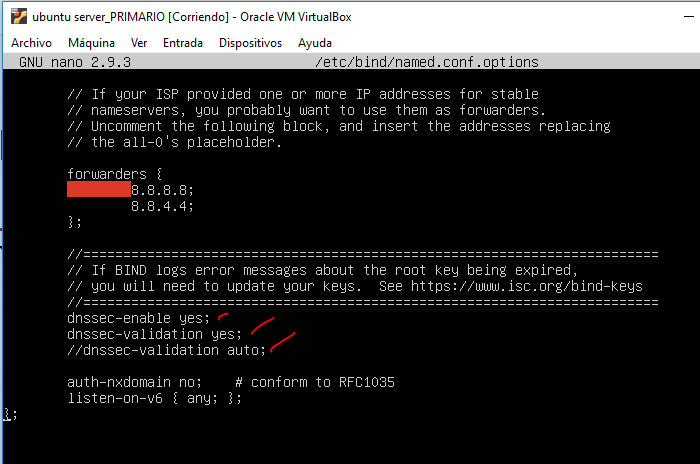 ubuntu server_PRIMARIO [Corriendo] - Oracle VM VirtualBox
Archivo Máquina Ver Entrada Dispositivos Ayuda
GNU nano 2.9.3 /etc/bind/named.conf.options
// If your ISP provided one or more IP addresses for stable
// nameservers, you probably want to use them as forwarders.
// Uncomment the following block, and insert the addresses replacing
// the all-0's placeholder.
forwarders {
8.8.8.8;
8.8.4.4;
};
//========================================================================
// If BIND logs error messages about the root key being expired,
// you will need to update your keys. See https://www.isc.org/bind-keys
//========================================================================
dnssec-enable yes;
dnssec-validation yes;
//dnssec-validation auto;
auth-nxdomain no; # conform to RFC1035
listen-on-v6 { any; };
};